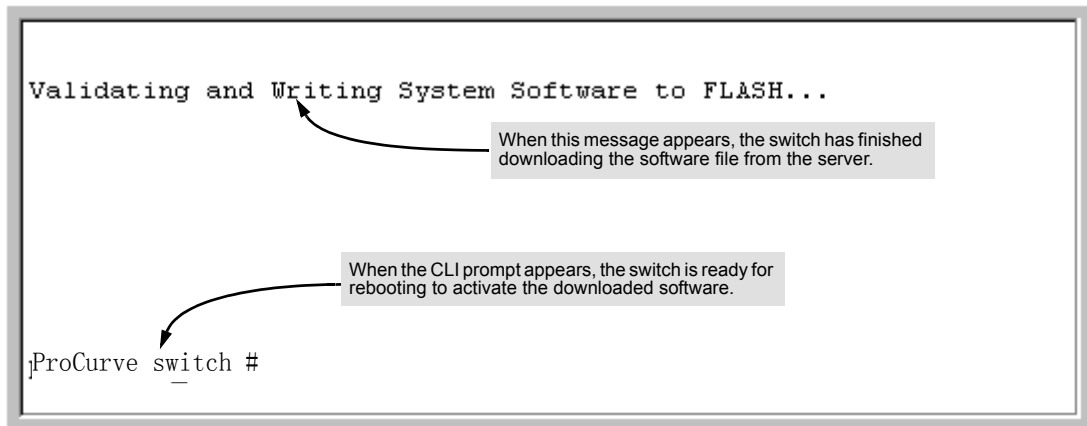 Validating and Writing System Software to FLASH...
When this message appears, the switch has finished
downloading the software file from the server.
When the CLI prompt appears, the switch is ready for
rebooting to activate the downloaded software.
ProCurve switch #